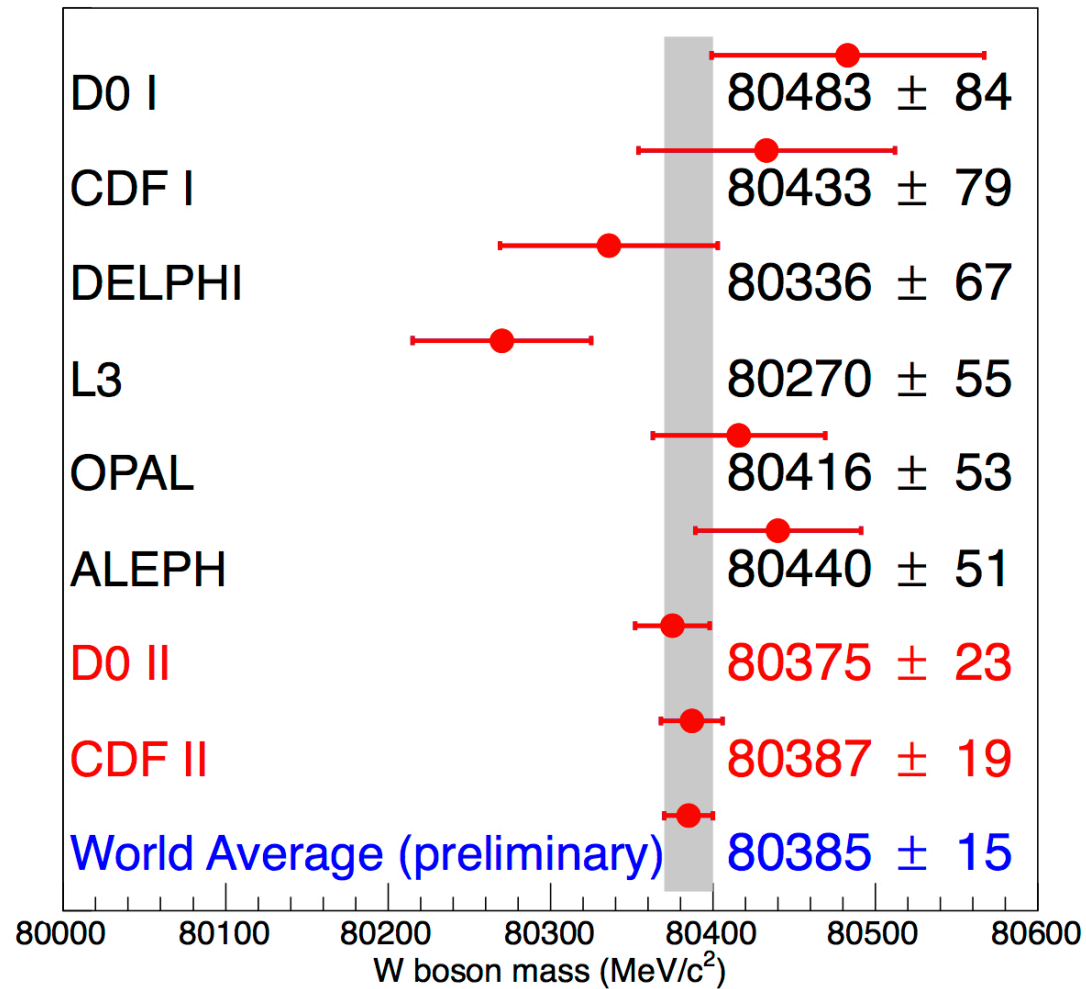 D0 I 80483 ± 84
CDF I 80433 ± 79
DELPHI 80336 ± 67
L3 80270 ± 55
OPAL 80416 ± 53
ALEPH 80440 ± 51
D0 II 80375 ± 23
CDF II 80387 ± 19
World Average (preliminary) 80385 ± 15
80000 80100 80200 80300 80400 80500 80600
W boson mass (MeV/c²)